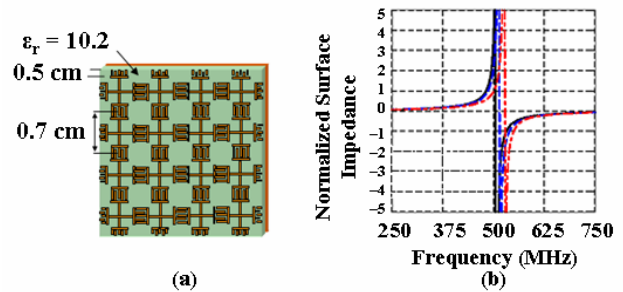 (a)
εr = 10.2
0.5 cm
0.7 cm
Normalized Surface
Impedance
5
4
3
2
1
0
-1
-2
-3
-4
-5
250 375 500 625 750
Frequency (MHz)
(a) (b)